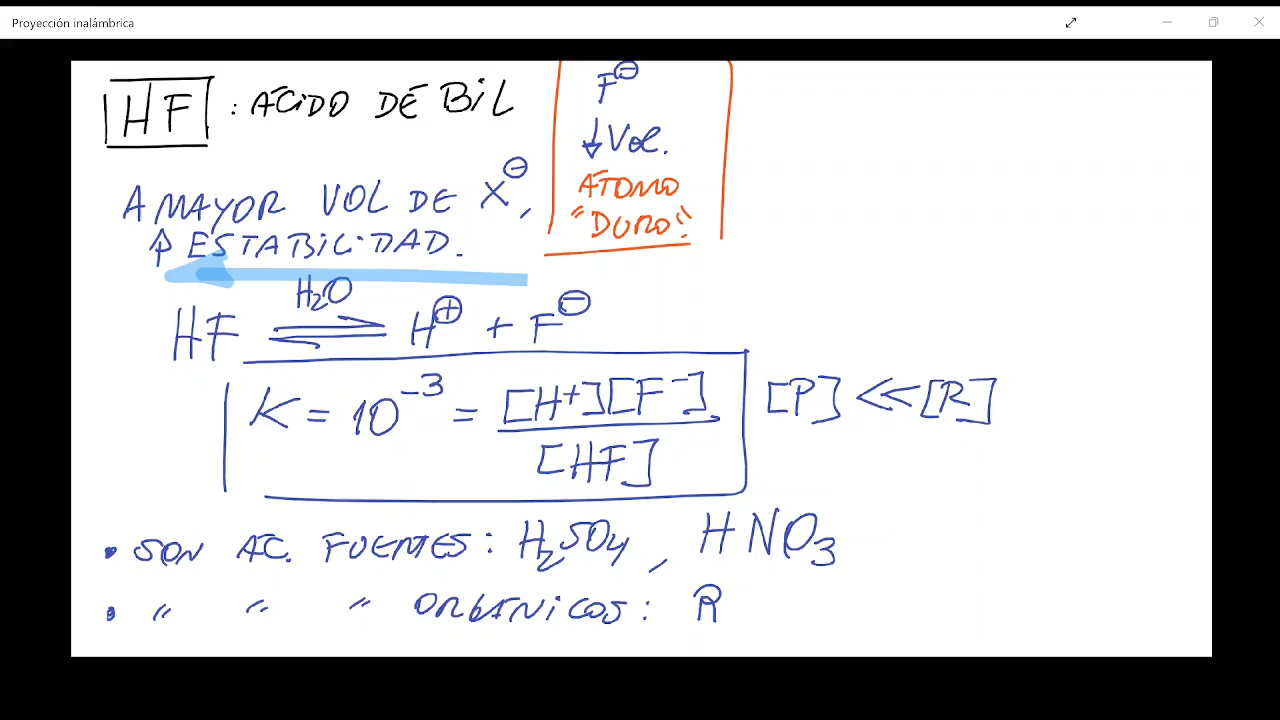 Proyección inalámbrica
HF : ÁCIDO DÉBIL
A MAYOR VOL DE X⊖,
↑ ESTABILIDAD.
F⊖
↓ Vol.
ÁTOMO
"DURO"
H₂O
HF ⇌ H⊕ + F⊖
K = 10⁻³ = [H⁺][F⁻]
[HF]
[P] <<< [R]
• SON AC. FUERTES : H₂SO₄, HNO₃
• " " " ORGÁNICOS : R